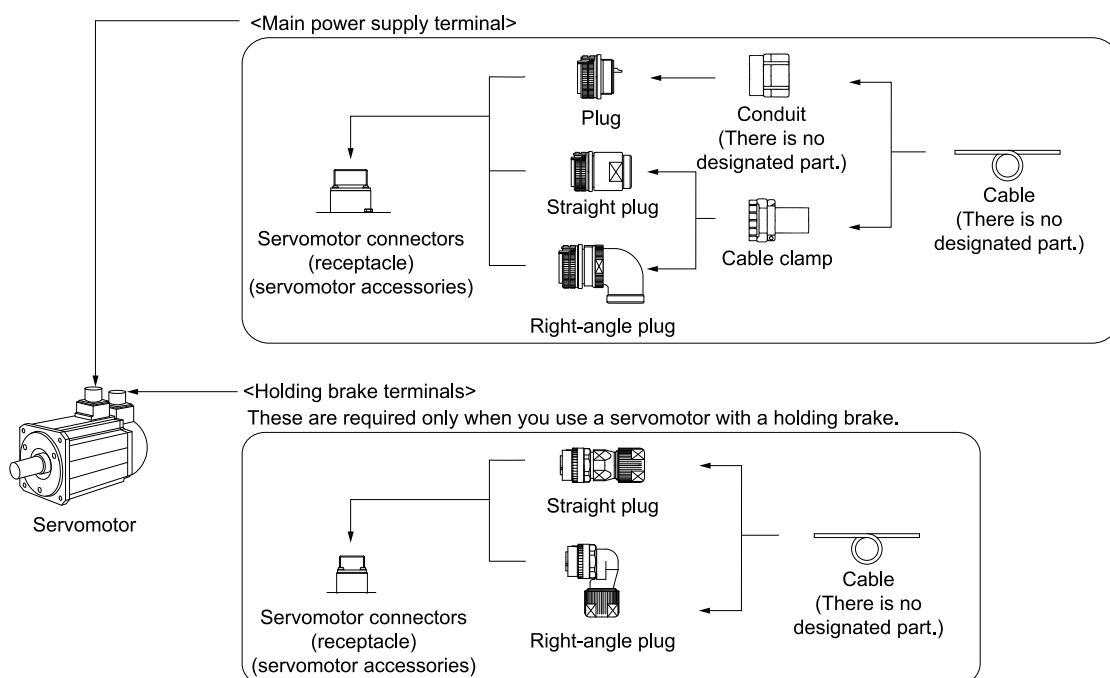 <Main power supply terminal>
Plug
Conduit
(There is no
designated part.)
Straight plug
Cable
(There is no
designated part.)
Servomotor connectors
(receptacle)
(servomotor accessories)
Cable clamp
Right-angle plug
<Holding brake terminals>
These are required only when you use a servomotor with a holding brake.
Servomotor
Straight plug
Cable
(There is no
designated part.)
Servomotor connectors
(receptacle)
(servomotor accessories)
Right-angle plug